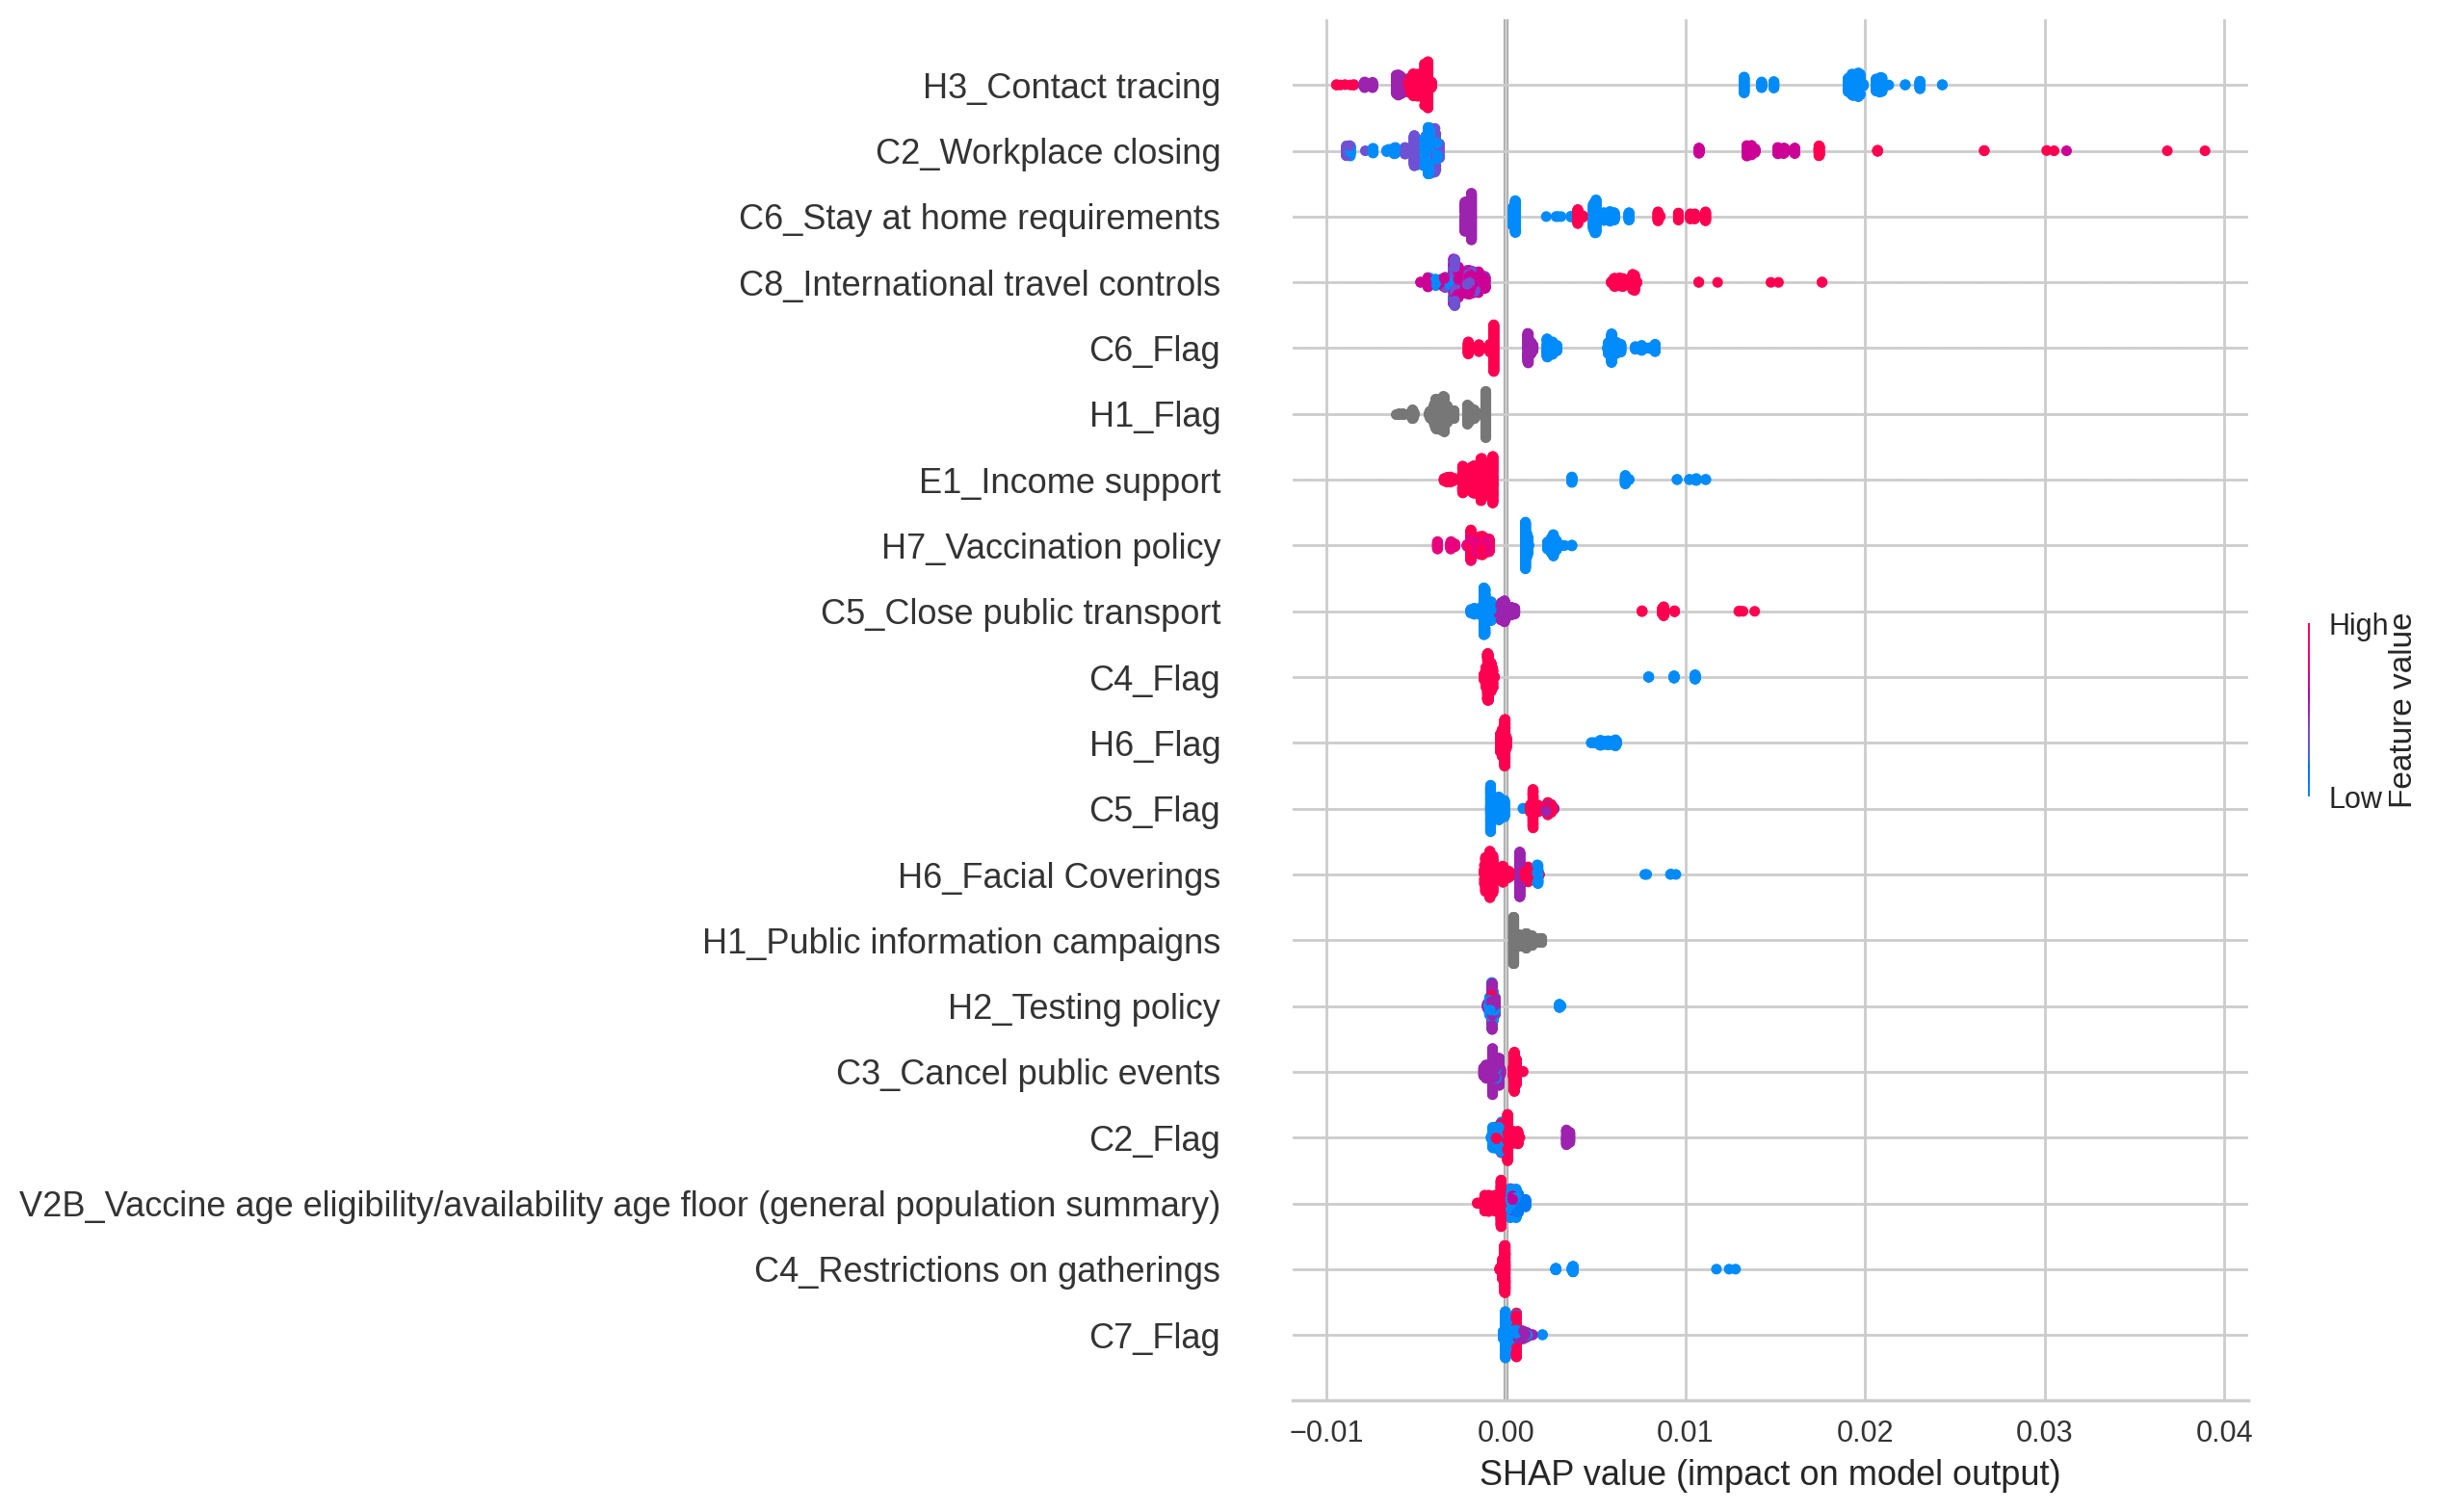 H3_Contact tracing
C2_Workplace closing
C6_Stay at home requirements
C8_International travel controls
C6_Flag
H1_Flag
E1_Income support
H7_Vaccination policy
C5_Close public transport
C4_Flag
H6_Flag
C5_Flag
H6_Facial Coverings
H1_Public information campaigns
H2_Testing policy
C3_Cancel public events
C2_Flag
V2B_Vaccine age eligibility/availability age floor (general population summary)
C4_Restrictions on gatherings
C7_Flag
−0.01 0.00 0.01 0.02 0.03 0.04
SHAP value (impact on model output)
High
Low
Feature value